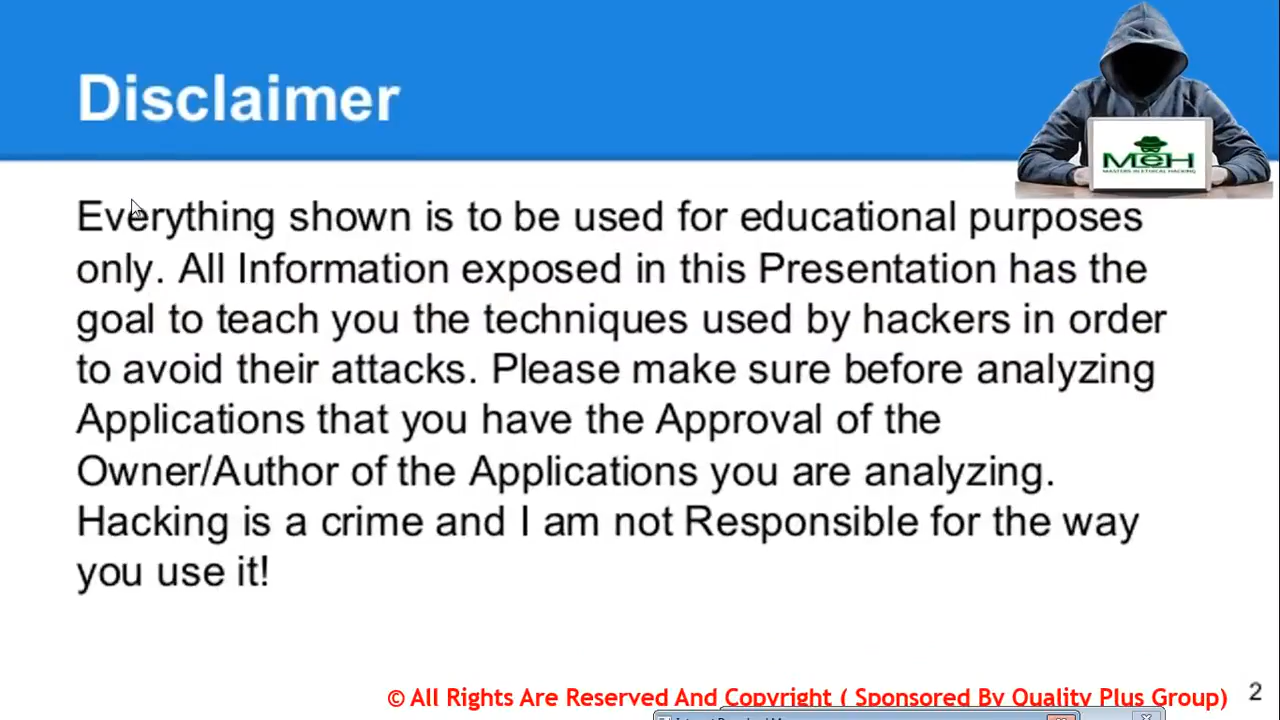 Disclaimer
MeH
MASTERS IN ETHICAL HACKING
Everything shown is to be used for educational purposes
only. All Information exposed in this Presentation has the
goal to teach you the techniques used by hackers in order
to avoid their attacks. Please make sure before analyzing
Applications that you have the Approval of the
Owner/Author of the Applications you are analyzing.
Hacking is a crime and I am not Responsible for the way
you use it!
© All Rights Are Reserved And Copyright ( Sponsored By Quality Plus Group)
2